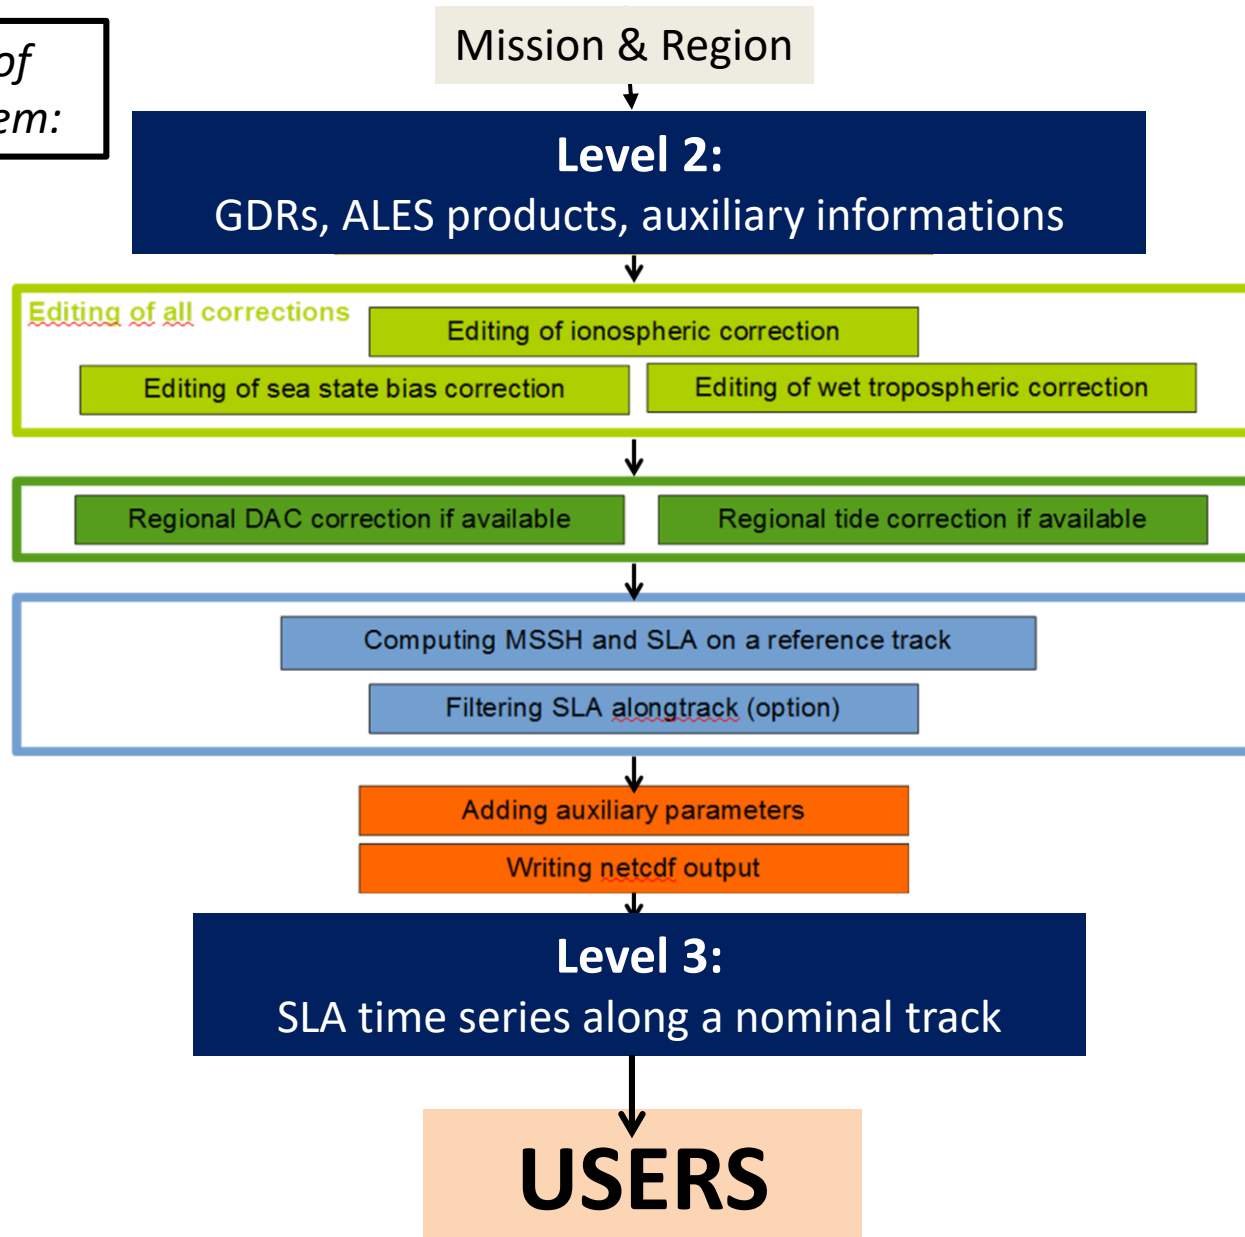 of
em:
Mission & Region
Level 2:
GDRs, ALES products, auxiliary informations
Editing of all corrections
Editing of ionospheric correction
Editing of sea state bias correction
Editing of wet tropospheric correction
Regional DAC correction if available
Regional tide correction if available
Computing MSSH and SLA on a reference track
Filtering SLA alongtrack (option)
Adding auxiliary parameters
Writing netcdf output
Level 3:
SLA time series along a nominal track
USERS